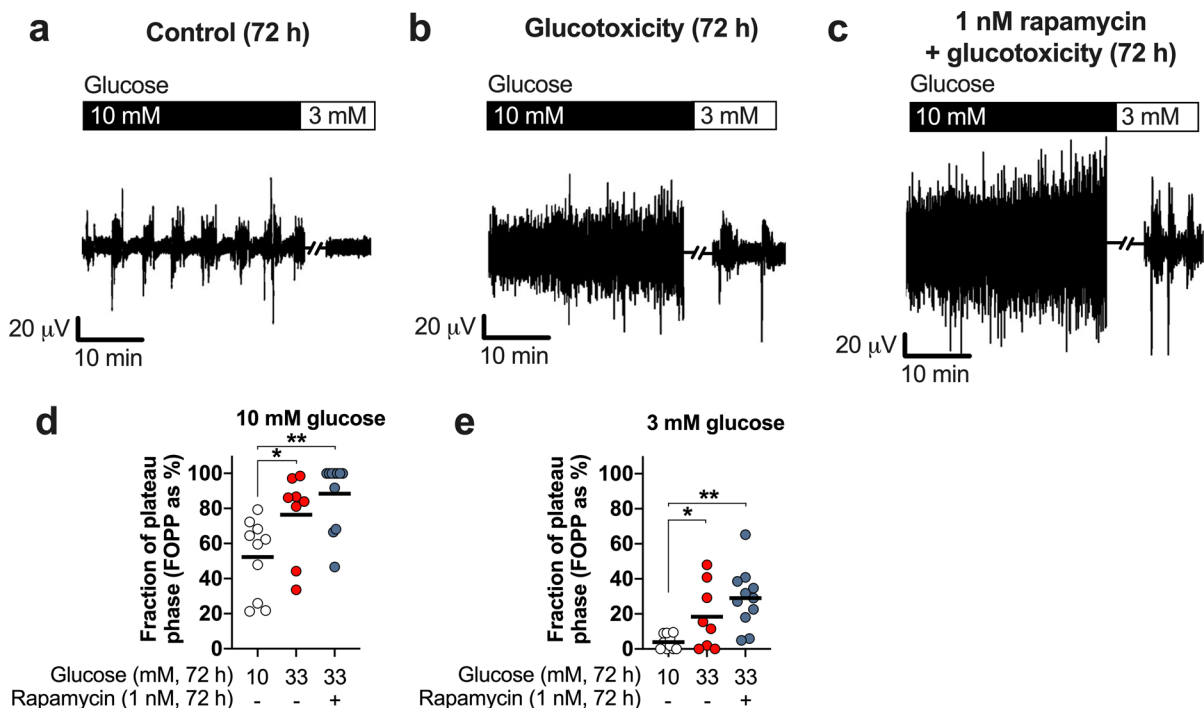 a
Control (72 h)
Glucose
10 mM
3 mM
20 μV
10 min
b
Glucotoxicity (72 h)
Glucose
10 mM
3 mM
20 μV
10 min
c
1 nM rapamycin
+ glucotoxicity (72 h)
Glucose
10 mM
3 mM
20 μV
10 min
d
10 mM glucose
**
*
Fraction of plateau
phase (FOPP as %)
100
80
60
40
20
0
Glucose (mM, 72 h) 10 33 33
Rapamycin (1 nM, 72 h) - - +
e
3 mM glucose
**
*
Fraction of plateau
phase (FOPP as %)
100
80
60
40
20
0
Glucose (mM, 72 h) 10 33 33
Rapamycin (1 nM, 72 h) - - +